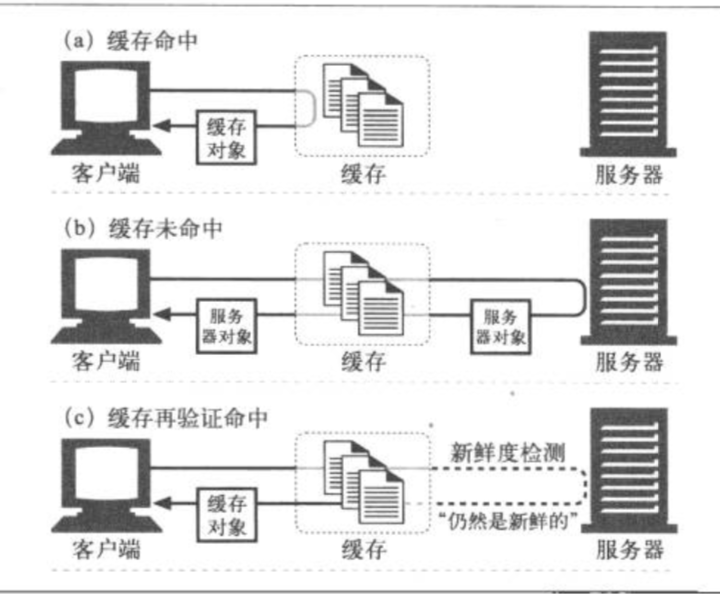 (a) 缓存命中
缓存
对象
客户端
缓存
服务器
(b) 缓存未命中
服务
器对象
服务
器对象
客户端
缓存
服务器
(c) 缓存再验证命中
新鲜度检测
缓存
对象
“仍然是新鲜的”
客户端
缓存
服务器